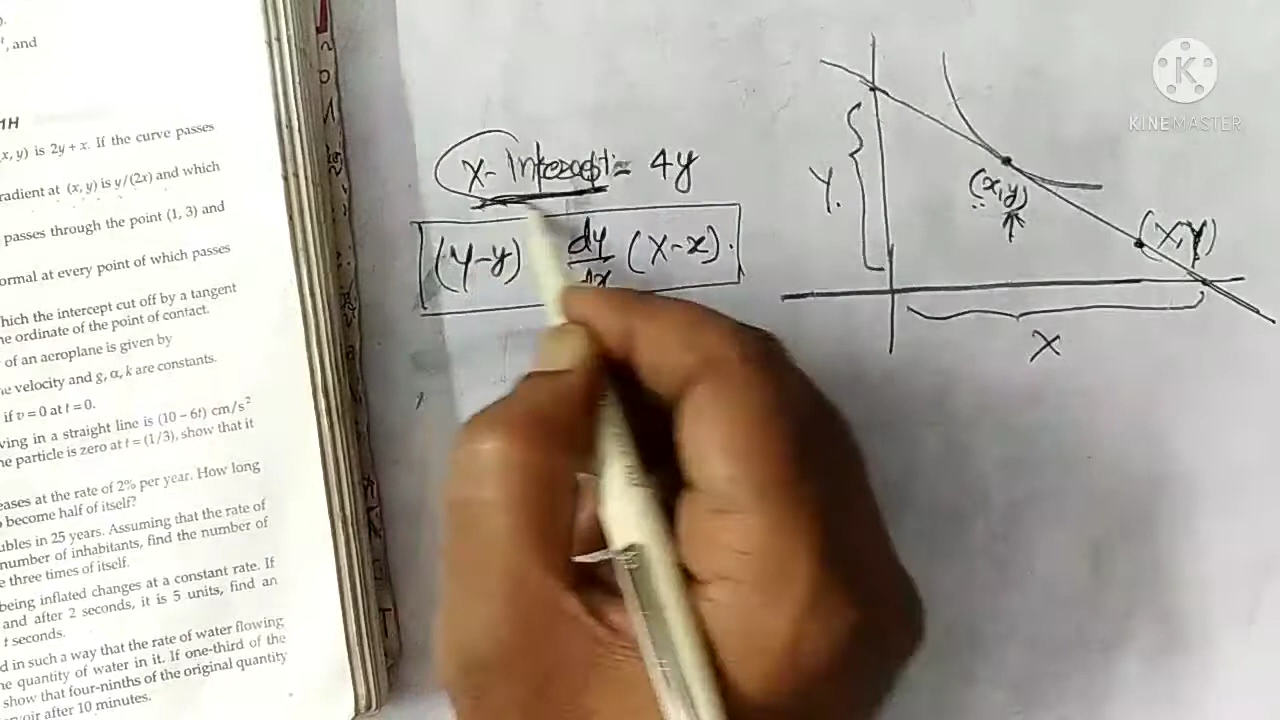 ', and
1H
x, y) is 2y + x. If the curve passes
radient at (x, y) is y/(2x) and which
passes through the point (1, 3) and
ormal at every point of which passes
hich the intercept cut off by a tangent
he ordinate of the point of contact.
of an aeroplane is given by
he velocity and g, α, k are constants.
if v = 0 at t = 0.
ving in a straight line is (10 – 6t) cm/s²
he particle is zero at t = (1/3), show that it
eases at the rate of 2% per year. How long
become half of itself?
ubles in 25 years. Assuming that the rate of
number of inhabitants, find the number of
e three times of itself.
being inflated changes at a constant rate. If
and after 2 seconds, it is 5 units, find an
t seconds.
d in such a way that the rate of water flowing
he quantity of water in it. If one-third of the
show that four-ninths of the original quantity
rvoir after 10 minutes.
x- Intercept = 4y
(Y-y) dy/dx (X-x).
Y.
(x,y)
(X,Y)
X
K
KINEMASTER